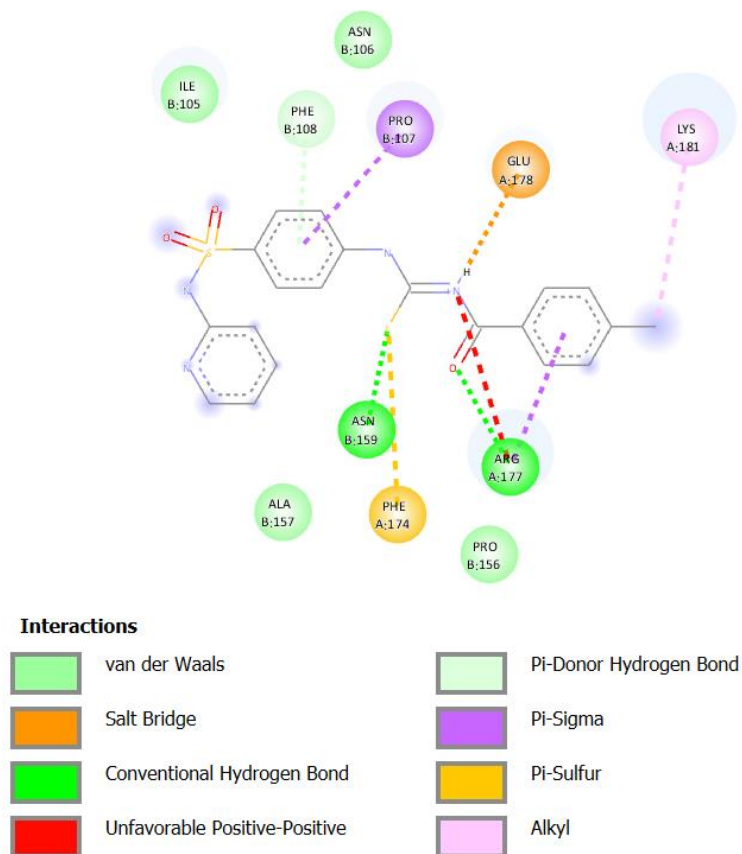 ASN
B:106
ILE
B:105
PHE
B:108
PRO
B:107
LYS
A:181
GLU
A:178
O
O
S
N
H
N
N
N
O
ASN
B:159
ARG
A:177
ALA
B:157
PHE
A:174
PRO
B:156
Interactions
van der Waals
Pi-Donor Hydrogen Bond
Salt Bridge
Pi-Sigma
Conventional Hydrogen Bond
Pi-Sulfur
Unfavorable Positive-Positive
Alkyl